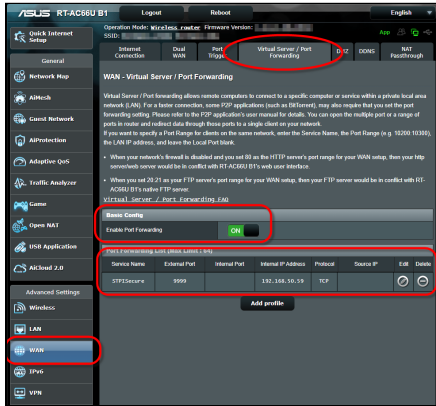 ASUS RT-AC66U B1 Logout Reboot English
Operation Mode: Wireless router Firmware Version:
SSID:
App
Quick Internet
Setup
General
Network Map
AiMesh
Guest Network
AiProtection
Adaptive QoS
Traffic Analyzer
Game
Open NAT
USB Application
AiCloud 2.0
Advanced Settings
Wireless
LAN
WAN
IPv6
VPN
Internet
Connection
Dual
WAN
Port
Trigger
Virtual Server / Port
Forwarding
DMZ
DDNS
NAT
Passthrough
WAN - Virtual Server / Port Forwarding
Virtual Server / Port forwarding allows remote computers to connect to a specific computer or service within a private local area
network (LAN). For a faster connection, some P2P applications (such as BitTorrent), may also require that you set the port
forwarding setting. Please refer to the P2P application's user manual for details. You can open the multiple port or a range of
ports in router and redirect data through those ports to a single client on your network.
If you want to specify a Port Range for clients on the same network, enter the Service Name, the Port Range (e.g. 10200:10300),
the LAN IP address, and leave the Local Port blank.
• When your network's firewall is disabled and you set 80 as the HTTP server's port range for your WAN setup, then your http
server/web server would be in conflict with RT-AC66U B1's web user interface.
• When you set 20:21 as your FTP server's port range for your WAN setup, then your FTP server would be in conflict with RT-
AC66U B1's native FTP server.
Virtual Server / Port Forwarding FAQ
Basic Config
Enable Port Forwarding ON
Port Forwarding List (Max Limit : 64)
Service Name External Port Internal Port Internal IP Address Protocol Source IP Edit Delete
STPISecure 9999 192.168.50.59 TCP
Add profile